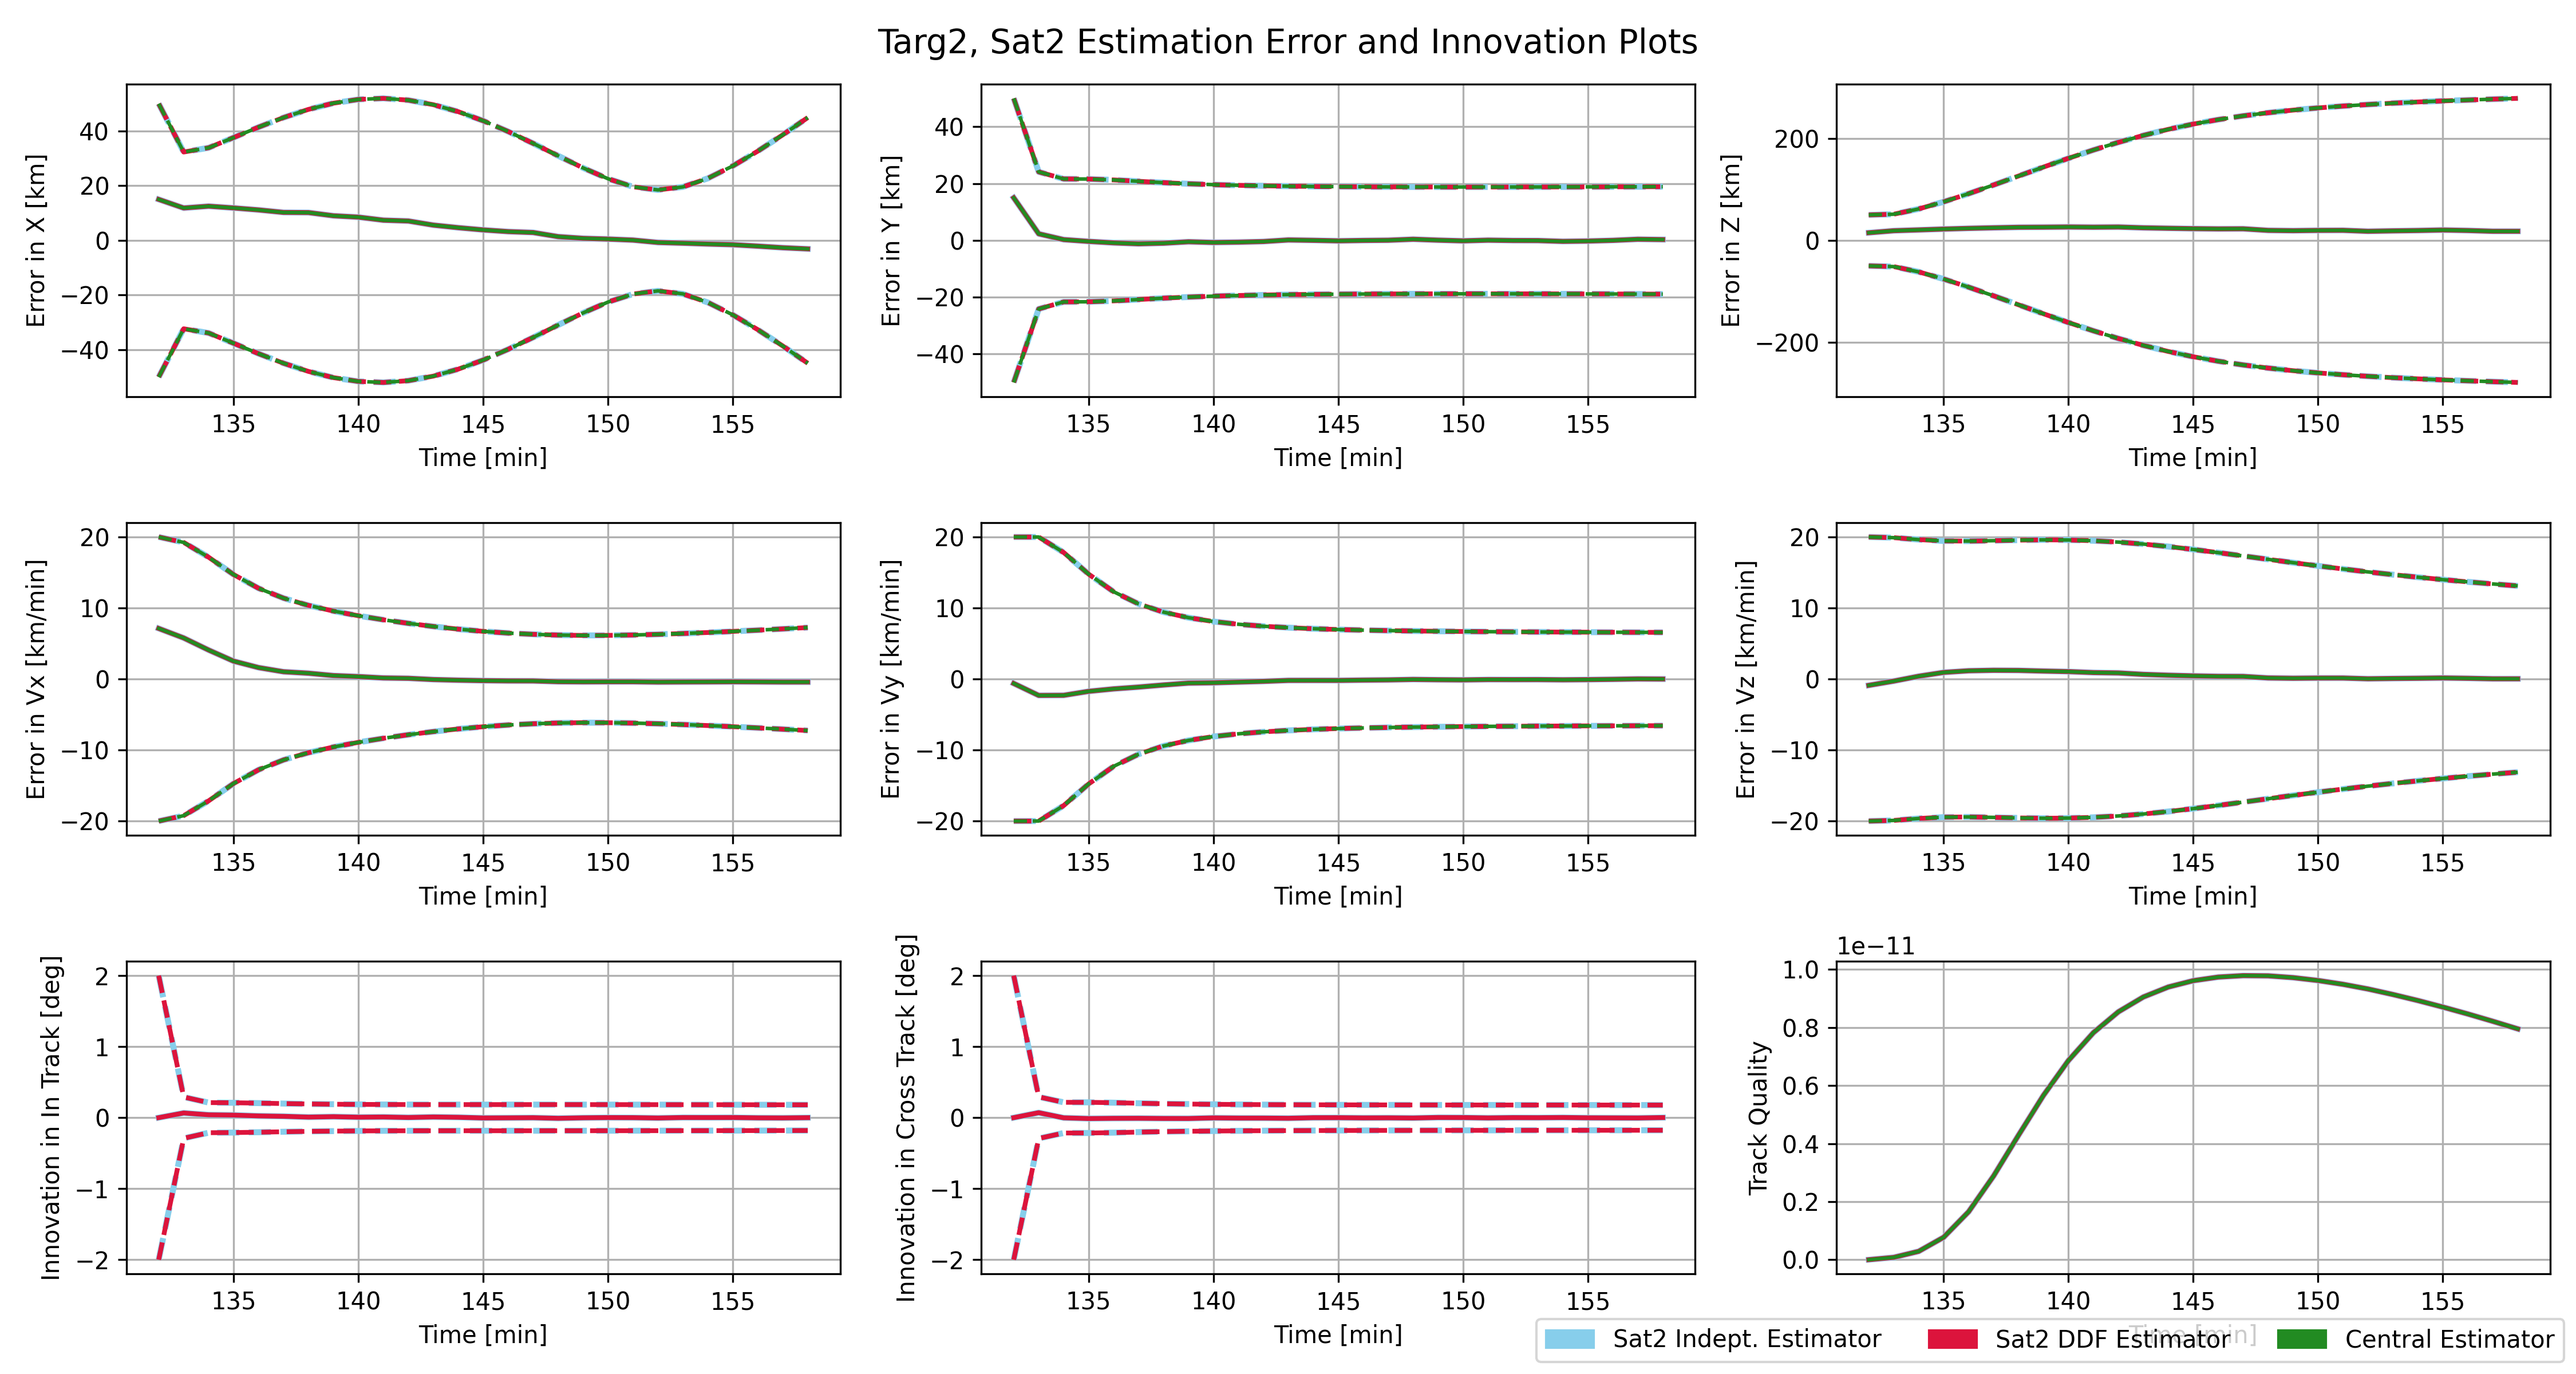 Targ2, Sat2 Estimation Error and Innovation Plots
Error in X [km]
40
20
0
−20
−40
135 140 145 150 155
Time [min]
Error in Y [km]
40
20
0
−20
−40
135 140 145 150 155
Time [min]
Error in Z [km]
200
0
−200
135 140 145 150 155
Time [min]
Error in Vx [km/min]
20
10
0
−10
−20
135 140 145 150 155
Time [min]
Error in Vy [km/min]
20
10
0
−10
−20
135 140 145 150 155
Time [min]
Error in Vz [km/min]
20
10
0
−10
−20
135 140 145 150 155
Time [min]
Innovation in In Track [deg]
2
1
0
−1
−2
135 140 145 150 155
Time [min]
Innovation in Cross Track [deg]
2
1
0
−1
−2
135 140 145 150 155
Time [min]
1e−11
Track Quality
1.0
0.8
0.6
0.4
0.2
0.0
135 140 145 150 155
Time [min]
Sat2 Indept. Estimator Sat2 DDF Estimator Central Estimator